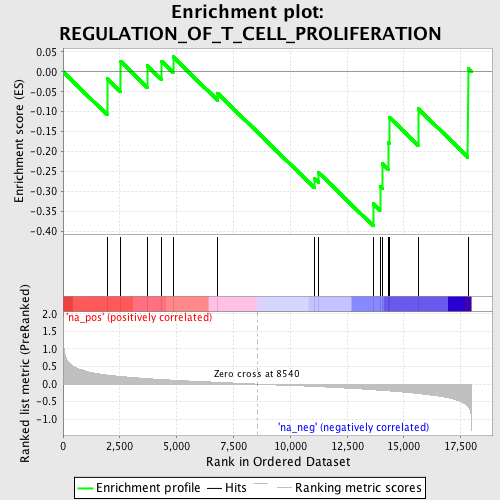 Enrichment plot:
REGULATION_OF_T_CELL_PROLIFERATION
Enrichment score (ES)
0.05
0.00
-0.05
-0.10
-0.15
-0.20
-0.25
-0.30
-0.35
-0.40
'na_pos' (positively correlated)
Ranked list metric (PreRanked)
2.0
1.5
1.0
0.5
0.0
-0.5
-1.0
Zero cross at 8540
'na_neg' (negatively correlated)
0 2,500 5,000 7,500 10,000 12,500 15,000 17,500
Rank in Ordered Dataset
Enrichment profile Hits Ranking metric scores